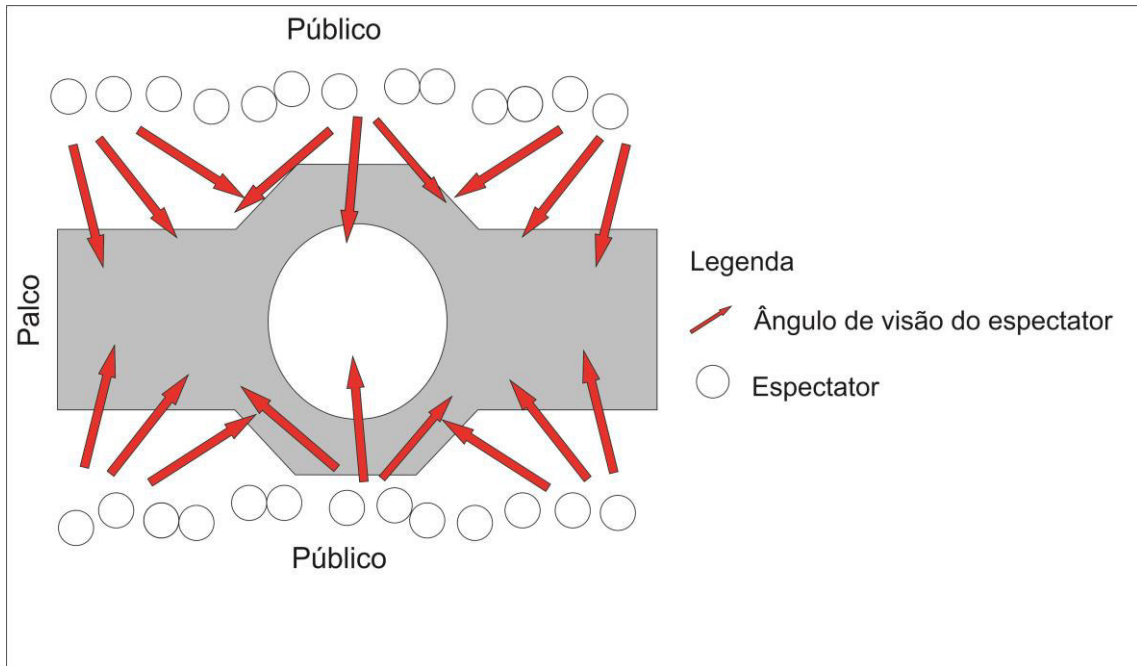 Público
Palco
Legenda
Ângulo de visão do espectator
Espectator
Público